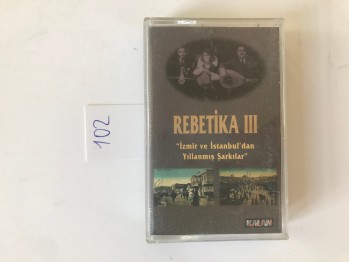 102
REBETİKA III
"İzmir ve İstanbul'dan
Yıllanmış Şarkılar"
KALAN